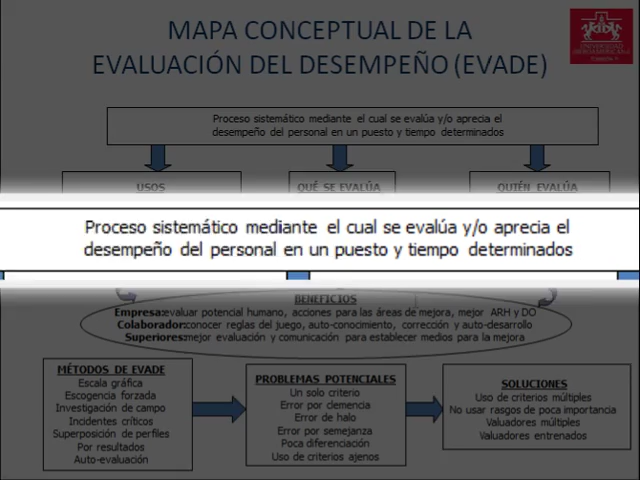 MAPA CONCEPTUAL DE LA
EVALUACIÓN DEL DESEMPEÑO (EVADE)
Proceso sistemático mediante el cual se evalúa y/o aprecia el
desempeño del personal en un puesto y tiempo determinados
USOS
QUÉ SE EVALÚA
QUIÉN EVALÚA
Proceso sistemático mediante el cual se evalúa y/o aprecia el
desempeño del personal en un puesto y tiempo determinados
BENEFICIOS
Empresa:evaluar potencial humano, acciones para las áreas de mejora, mejor ARH y DO
Colaborador:conocer reglas del juego, auto-conocimiento, corrección y auto-desarrollo
Superiores:mejor evaluación y comunicación para establecer medios para la mejora
MÉTODOS DE EVADE
Escala gráfica
Escogencia forzada
Investigación de campo
Incidentes críticos
Superposición de perfiles
Por resultados
Auto-evaluación
PROBLEMAS POTENCIALES
Un solo criterio
Error por clemencia
Error de halo
Error por semejanza
Poca diferenciación
Uso de criterios ajenos
SOLUCIONES
Uso de criterios múltiples
No usar rasgos de poca importancia
Valuadores múltiples
Valuadores entrenados